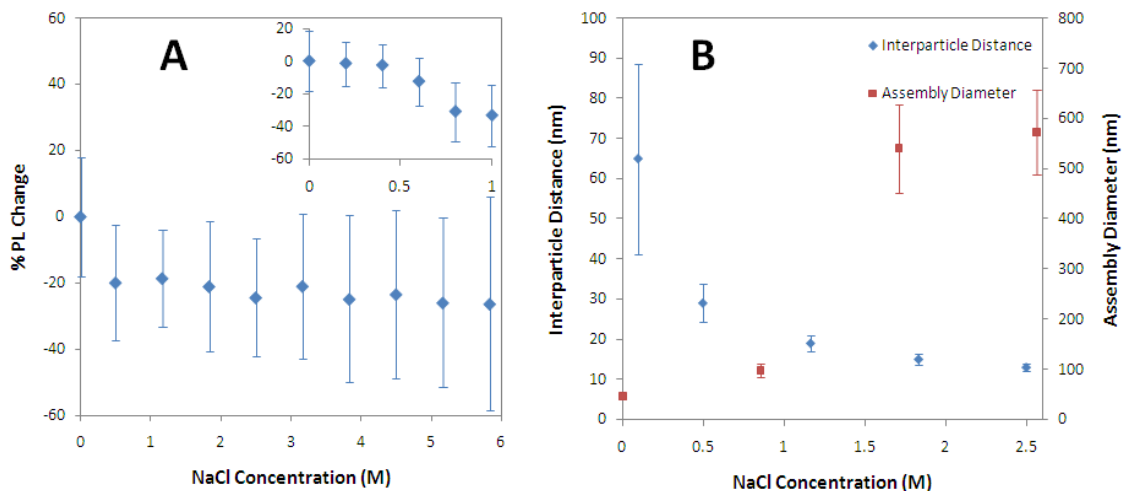 A
% PL Change
60
40
20
0
-20
-40
-60
0 1 2 3 4 5 6
NaCl Concentration (M)
20
0
-20
-40
-60
0 0.5 1
B
Interparticle Distance (nm)
100
90
80
70
60
50
40
30
20
10
0
0 0.5 1 1.5 2 2.5
NaCl Concentration (M)
Interparticle Distance
Assembly Diameter
800
700
600
500
400
300
200
100
0
Assembly Diameter (nm)